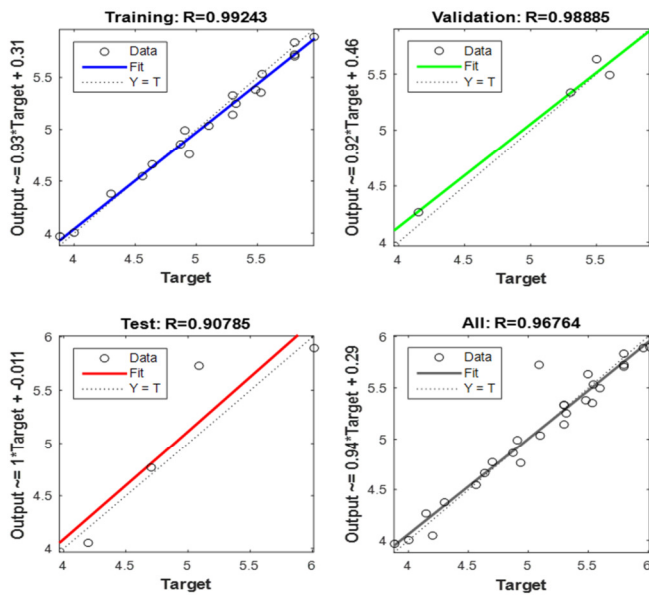 Training: R=0.99243
Output ~= 0.93*Target + 0.31
Data
Fit
Y = T
5.5
5
4.5
4
4
4.5
5
5.5
Target
Validation: R=0.98885
Output ~= 0.92*Target + 0.46
Data
Fit
Y = T
5.5
5
4.5
4
4
4.5
5
5.5
Target
Test: R=0.90785
Output ~= 1*Target + -0.011
Data
Fit
Y = T
6
5.5
5
4.5
4
4
4.5
5
5.5
6
Target
All: R=0.96764
Output ~= 0.94*Target + 0.29
Data
Fit
Y = T
6
5.5
5
4.5
4
4
4.5
5
5.5
6
Target